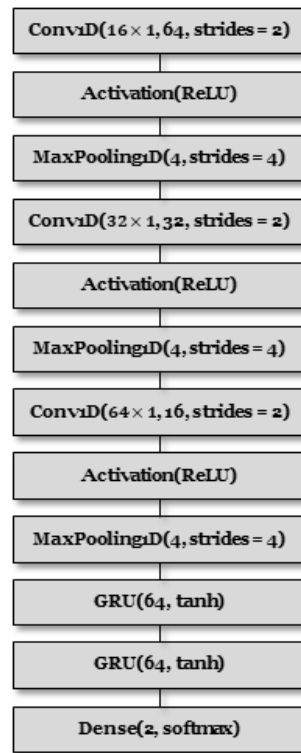 Conv1D(16 × 1, 64, strides = 2)
Activation(ReLU)
MaxPooling1D(4, strides = 4)
Conv1D(32 × 1, 32, strides = 2)
Activation(ReLU)
MaxPooling1D(4, strides = 4)
Conv1D(64 × 1, 16, strides = 2)
Activation(ReLU)
MaxPooling1D(4, strides = 4)
GRU(64, tanh)
GRU(64, tanh)
Dense(2, softmax)